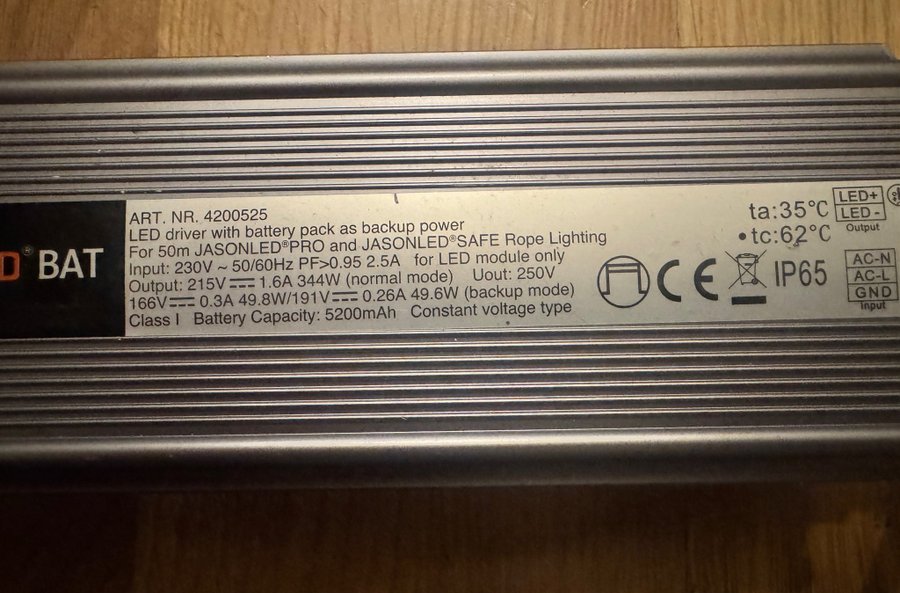 D® BAT
ART. NR. 4200525
LED driver with battery pack as backup power
For 50m JASONLED®PRO and JASONLED®SAFE Rope Lighting
Input: 230V ~ 50/60Hz PF>0.95 2.5A for LED module only
Output: 215V⎓ 1.6A 344W (normal mode) Uout: 250V
166V⎓ 0.3A 49.8W/191V⎓ 0.26A 49.6W (backup mode)
Class I Battery Capacity: 5200mAh Constant voltage type
CE
IP65
ta:35℃
•tc:62℃
LED+
LED-
Output
AC-N
AC-L
GND
Input